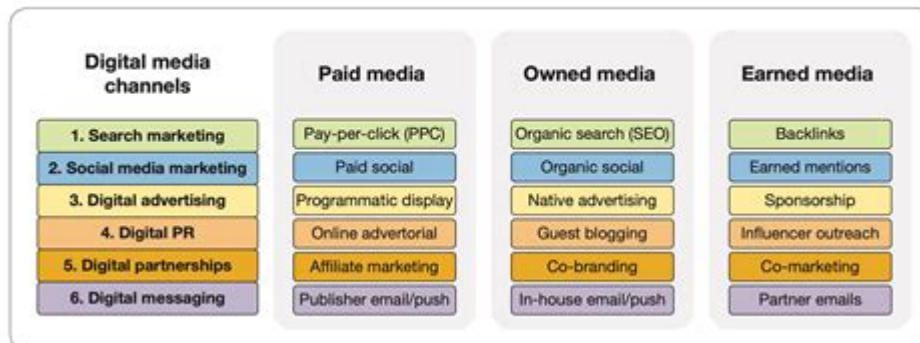 Digital media
channels
Paid media
Owned media
Earned media
1. Search marketing
Pay-per-click (PPC)
Organic search (SEO)
Backlinks
2. Social media marketing
Paid social
Organic social
Earned mentions
3. Digital advertising
Programmatic display
Native advertising
Sponsorship
4. Digital PR
Online advertorial
Guest blogging
Influencer outreach
5. Digital partnerships
Affiliate marketing
Co-branding
Co-marketing
6. Digital messaging
Publisher email/push
In-house email/push
Partner emails